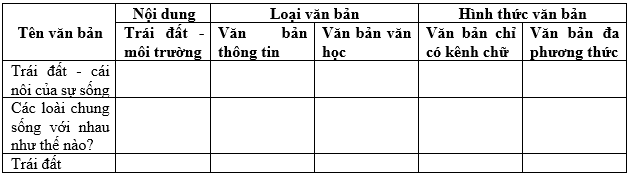 Tên văn bản
Nội dung
Loại văn bản
Hình thức văn bản
Trái đất -
môi trường
Văn bản
thông tin
Văn bản văn
học
Văn bản chỉ
có kênh chữ
Văn bản đa
phương thức
Trái đất - cái
nôi của sự sống
Các loài chung
sống với nhau
như thế nào?
Trái đất